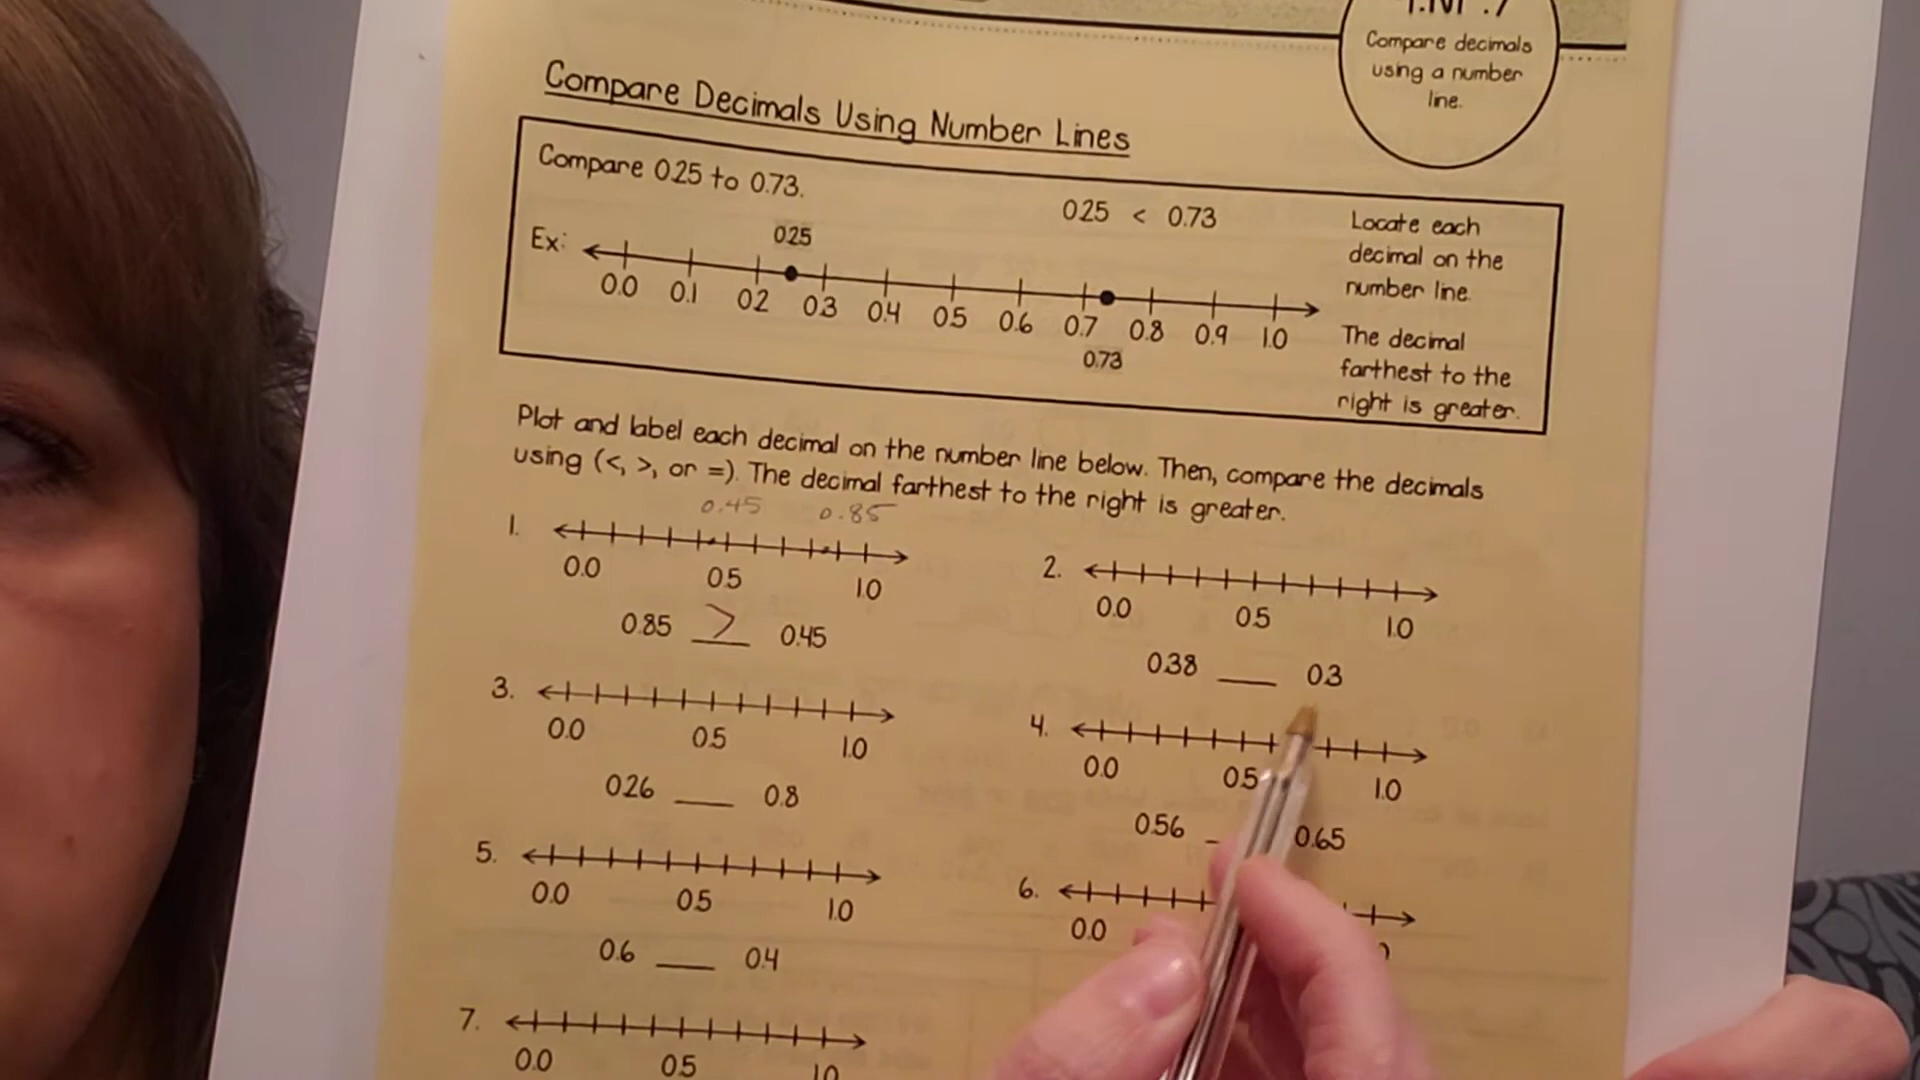 Compare decimals
using a number
line.
Compare Decimals Using Number Lines
Compare 0.25 to 0.73.
0.25 < 0.73
Locate each
decimal on the
number line.
The decimal
farthest to the
right is greater.
Ex:
0.25
0.0 0.1 0.2 0.3 0.4 0.5 0.6 0.7 0.8 0.9 1.0
0.73
Plot and label each decimal on the number line below. Then, compare the decimals
using (<, >, or =). The decimal farthest to the right is greater.
0.45 0.85
1.
0.0 0.5 1.0
0.85 > 0.45
2.
0.0 0.5 1.0
0.38 ___ 0.3
3.
0.0 0.5 1.0
0.26 ___ 0.8
4.
0.0 0.5 1.0
0.56 _ 0.65
5.
0.0 0.5 1.0
0.6 ___ 0.4
6.
0.0
7.
0.0 0.5 1.0